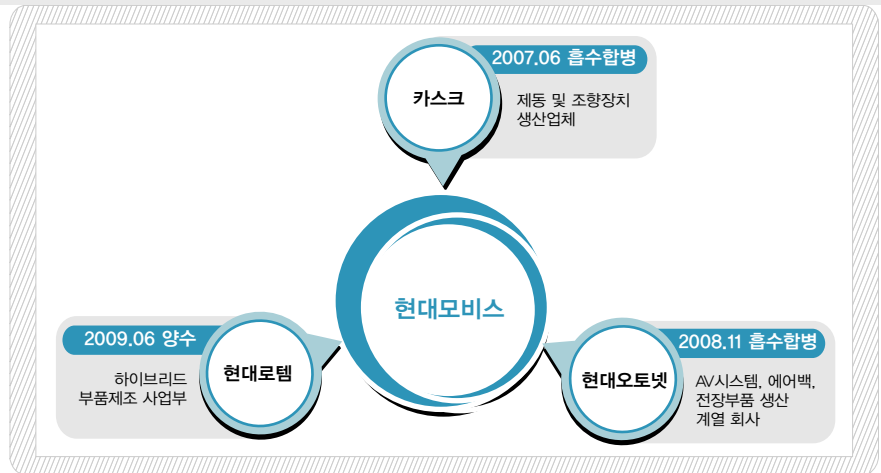 2007.06 흡수합병
카스크
제동 및 조향장치
생산업체
현대모비스
2009.06 양수
현대로템
하이브리드
부품제조 사업부
2008.11 흡수합병
현대오토넷
AV시스템, 에어백,
전장부품 생산
계열 회사